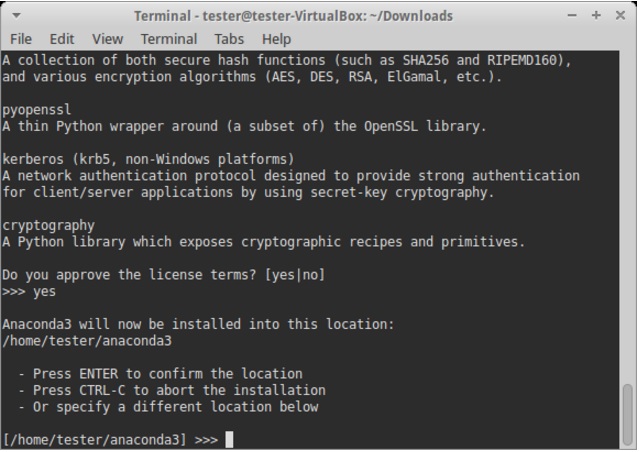 Terminal - tester@tester-VirtualBox: ~/Downloads
File Edit View Terminal Tabs Help
A collection of both secure hash functions (such as SHA256 and RIPEMD160),
and various encryption algorithms (AES, DES, RSA, ElGamal, etc.).
pyopenssl
A thin Python wrapper around (a subset of) the OpenSSL library.
kerberos (krb5, non-Windows platforms)
A network authentication protocol designed to provide strong authentication
for client/server applications by using secret-key cryptography.
cryptography
A Python library which exposes cryptographic recipes and primitives.
Do you approve the license terms? [yes|no]
>>> yes
Anaconda3 will now be installed into this location:
/home/tester/anaconda3
- Press ENTER to confirm the location
- Press CTRL-C to abort the installation
- Or specify a different location below
[/home/tester/anaconda3] >>>